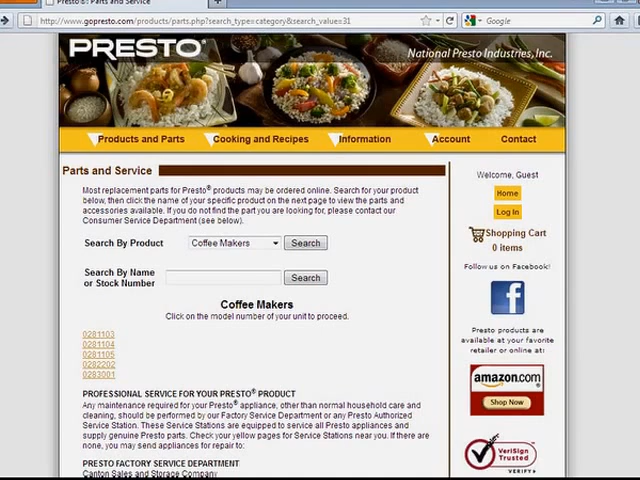 Presto® Parts and Service
http://www.gopresto.com/products/parts.php?search_type=category&search_value=31
Google
PRESTO®
National Presto Industries, Inc.
Products and Parts
Cooking and Recipes
Information
Account
Contact
Parts and Service
Most replacement parts for Presto® products may be ordered online. Search for your product
below, then click the name of your specific product on the next page to view the parts and
accessories available. If you do not find the part you are looking for, please contact our
Consumer Service Department (see below).
Search By Product
Coffee Makers
Search
Search By Name
or Stock Number
Search
Coffee Makers
Click on the model number of your unit to proceed.
0281103
0281104
0281105
0282202
0283001
PROFESSIONAL SERVICE FOR YOUR PRESTO® PRODUCT
Any maintenance required for your Presto® appliance, other than normal household care and
cleaning, should be performed by our Factory Service Department or any Presto Authorized
Service Station. These Service Stations are equipped to service all Presto appliances and
supply genuine Presto parts. Check your yellow pages for Service Stations near you. If there are
none, you may send appliances for repair to:
PRESTO FACTORY SERVICE DEPARTMENT
Canton Sales and Storage Company
Welcome, Guest
Home
Log In
Shopping Cart
0 items
Follow us on Facebook!
f
Presto products are
available at your favorite
retailer or online at:
amazon.com
Shop Now
VeriSign
Trusted
VERIFY